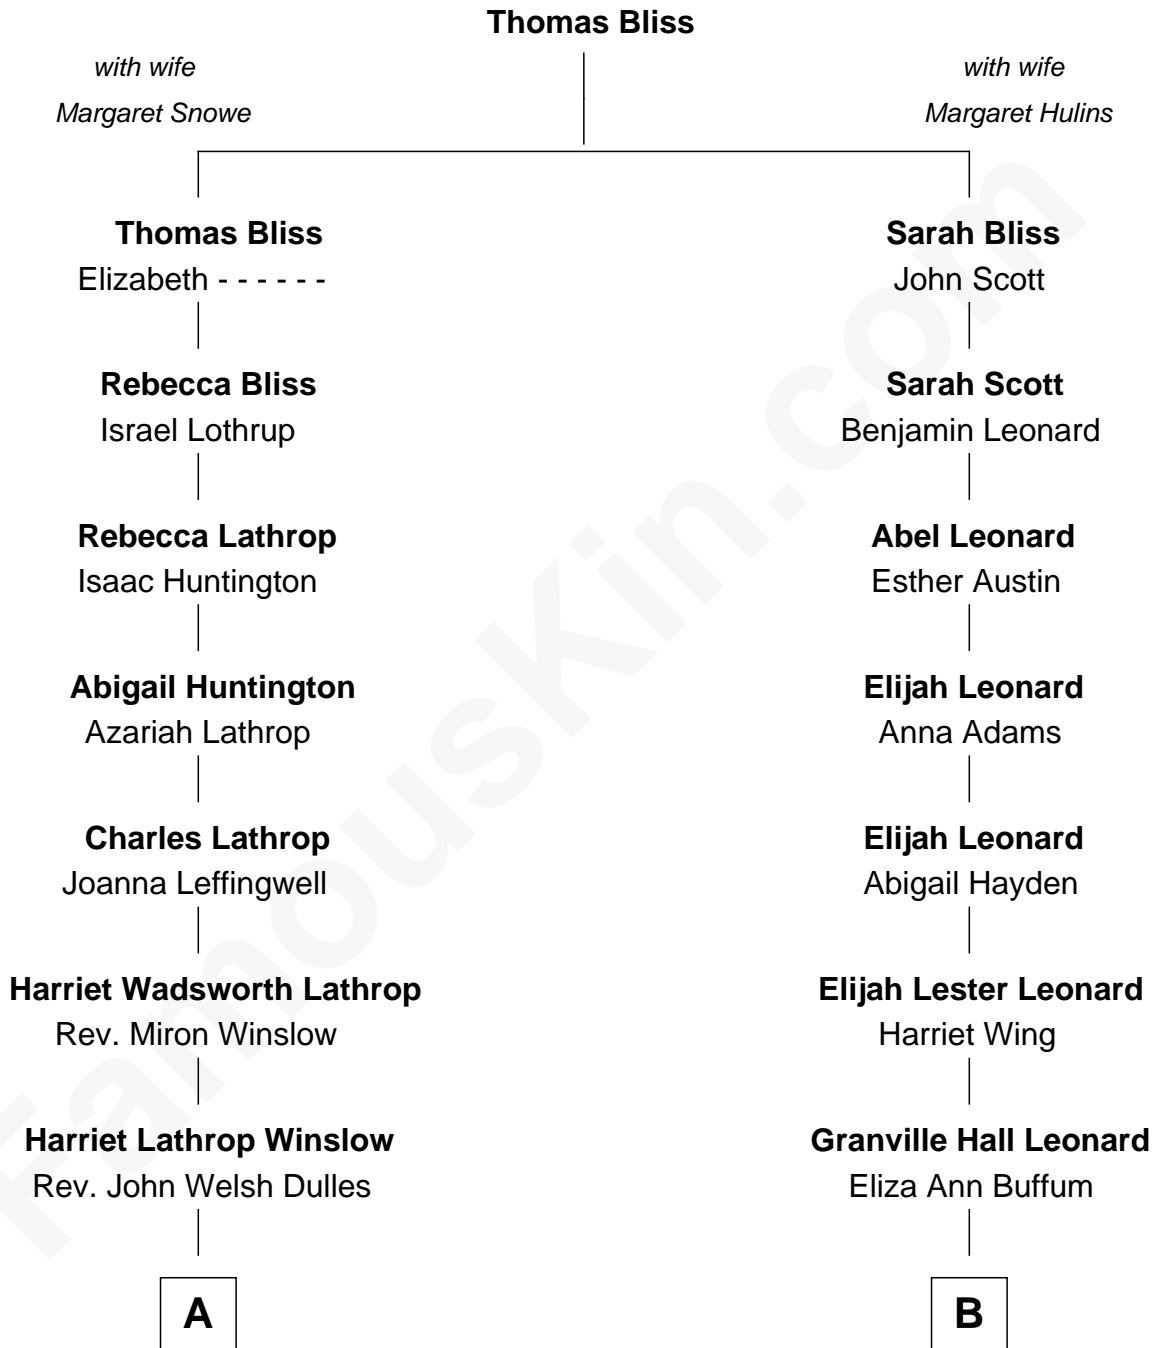 Thomas Bliss
with wife
Margaret Snowe
with wife
Margaret Hulins
Thomas Bliss
Elizabeth - - - - - -
Sarah Bliss
John Scott
Rebecca Bliss
Israel Lothrup
Sarah Scott
Benjamin Leonard
Rebecca Lathrop
Isaac Huntington
Abel Leonard
Esther Austin
Abigail Huntington
Azariah Lathrop
Elijah Leonard
Anna Adams
Charles Lathrop
Joanna Leffingwell
Elijah Leonard
Abigail Hayden
Harriet Wadsworth Lathrop
Rev. Miron Winslow
Elijah Lester Leonard
Harriet Wing
Harriet Lathrop Winslow
Rev. John Welsh Dulles
Granville Hall Leonard
Eliza Ann Buffum
A
B
FamousKin.com